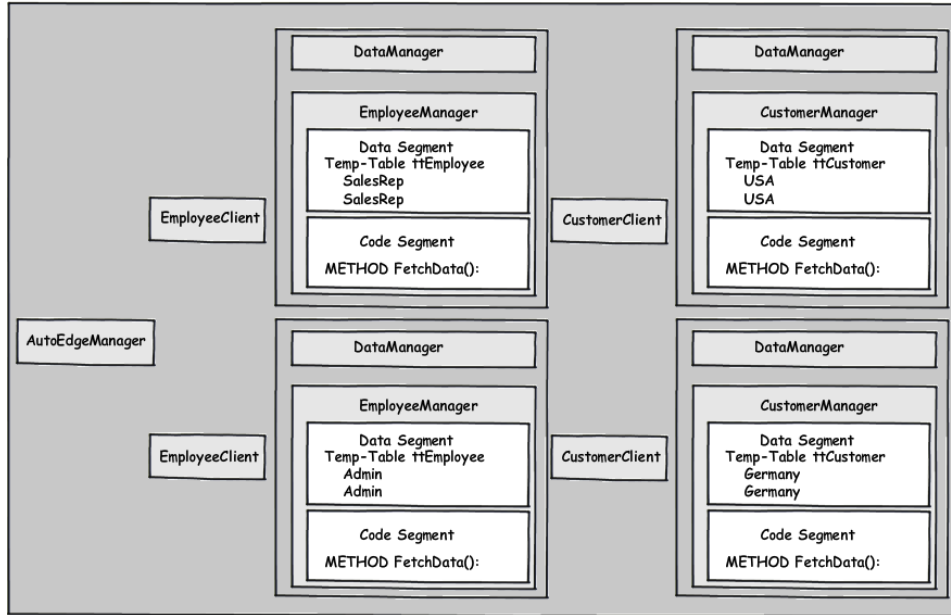 DataManager
EmployeeManager
Data Segment
Temp-Table ttEmployee
SalesRep
SalesRep
Code Segment
METHOD FetchData():
EmployeeClient
DataManager
CustomerManager
Data Segment
Temp-Table ttCustomer
USA
USA
Code Segment
METHOD FetchData():
CustomerClient
AutoEdgeManager
DataManager
EmployeeManager
Data Segment
Temp-Table ttEmployee
Admin
Admin
Code Segment
METHOD FetchData():
EmployeeClient
DataManager
CustomerManager
Data Segment
Temp-Table ttCustomer
Germany
Germany
Code Segment
METHOD FetchData():
CustomerClient